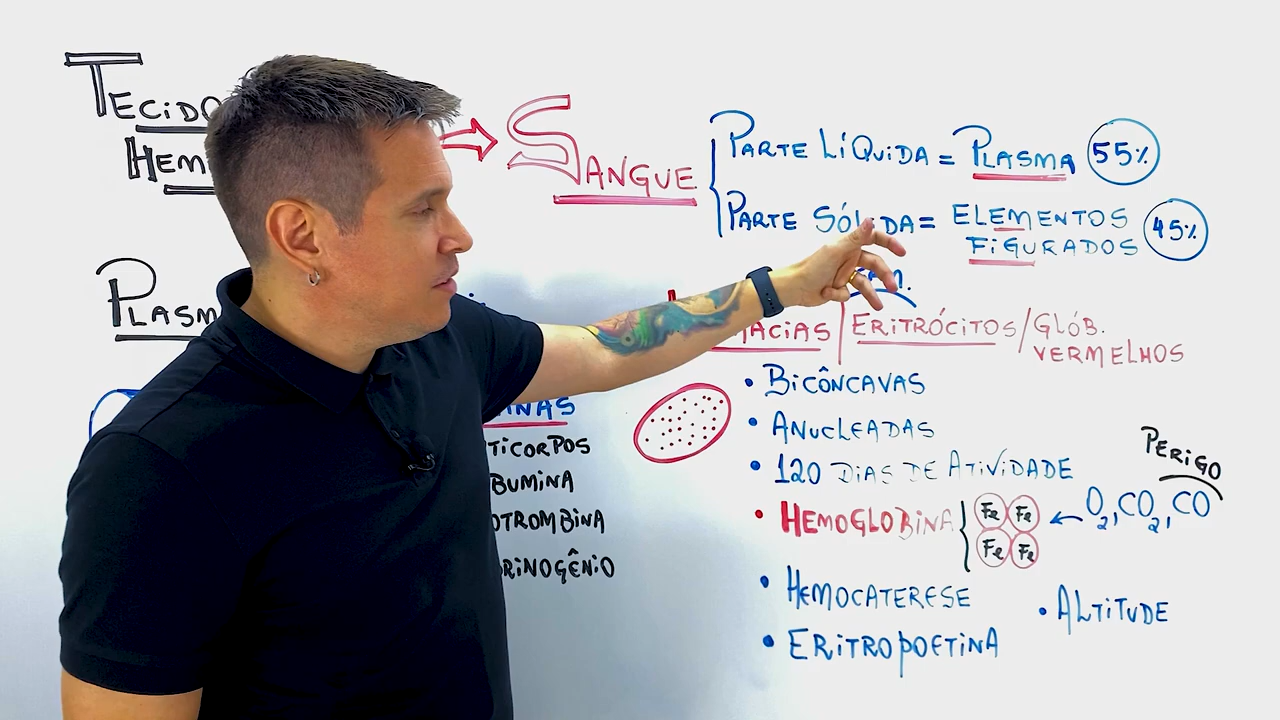 TECIDO
HEM
SANGUE
PARTE LÍQUIDA = PLASMA 55%
PARTE SÓLIDA = ELEMENTOS FIGURADOS 45%
PLASM
MACIAS / ERITRÓCITOS / GLÓB. VERMELHOS
• BICÔNCAVAS
• ANUCLEADAS
• 120 DIAS DE ATIVIDADE
• HEMOGLOBINA { Fe Fe Fe Fe ← O₂, CO₂, CO
PERIGO
• HEMOCATERESE
• ALTITUDE
• ERITROPOETINA
INAS
TICORPOS
BUMINA
OTROMBINA
RINOGÊNIO